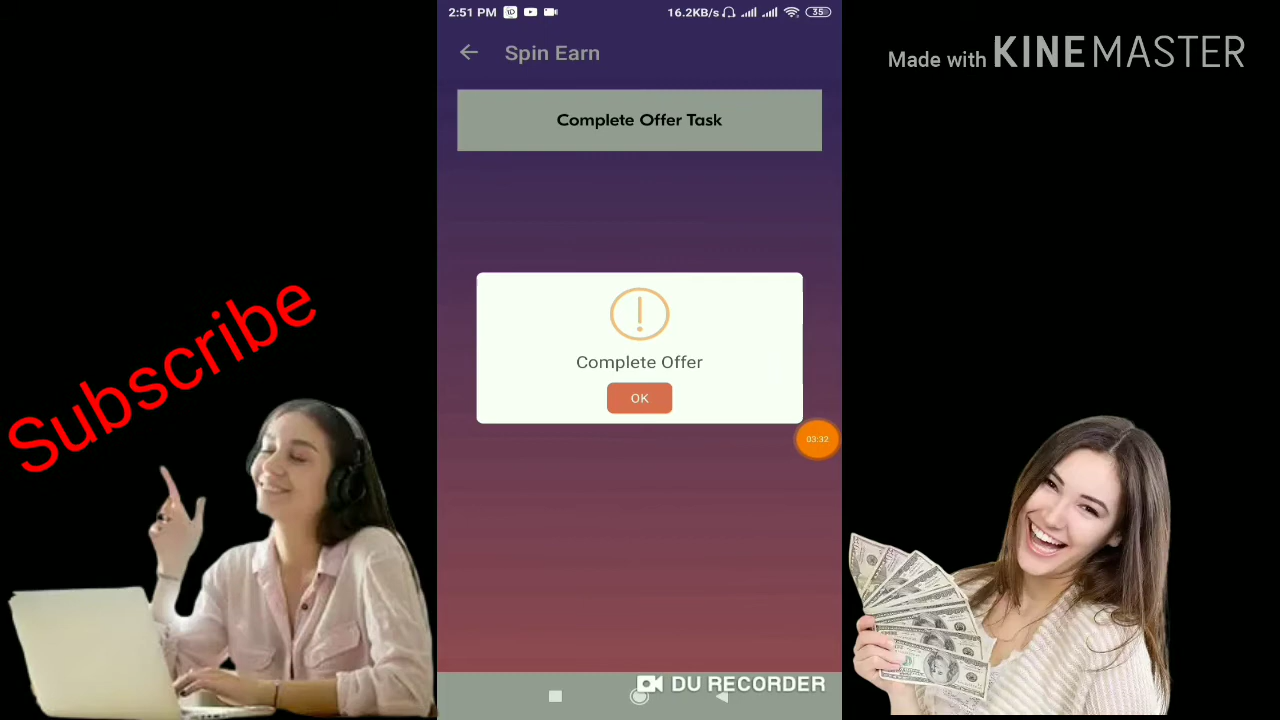 2:51 PM
16.2KB/s
35
Spin Earn
Made with KINEMASTER
Complete Offer Task
Complete Offer
OK
03:32
Subscribe
DU RECORDER